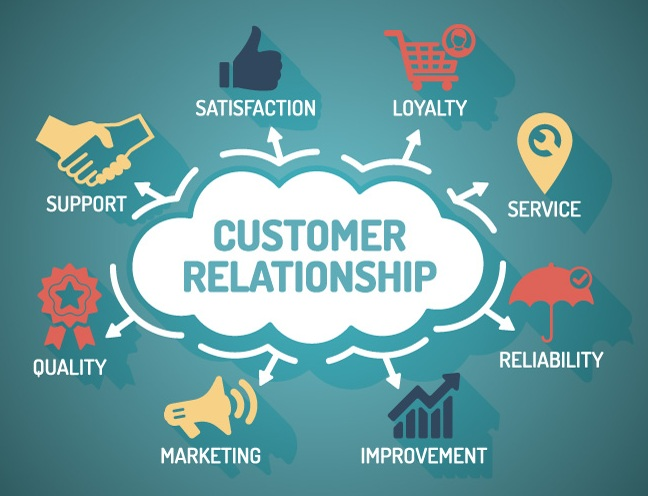 SATISFACTION
LOYALTY
SUPPORT
SERVICE
CUSTOMER
RELATIONSHIP
QUALITY
RELIABILITY
MARKETING
IMPROVEMENT